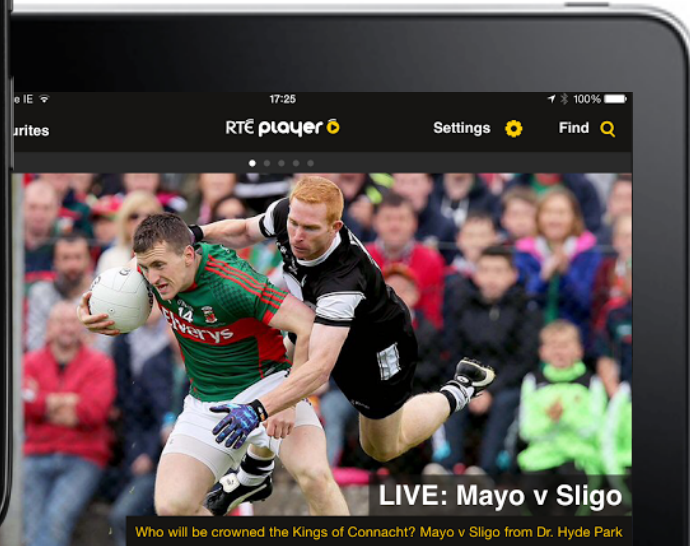 e IE 17:25 100%
urites RTÉ player Settings Find
14
Elverys
LIVE: Mayo v Sligo
Who will be crowned the Kings of Connacht? Mayo v Sligo from Dr. Hyde Park